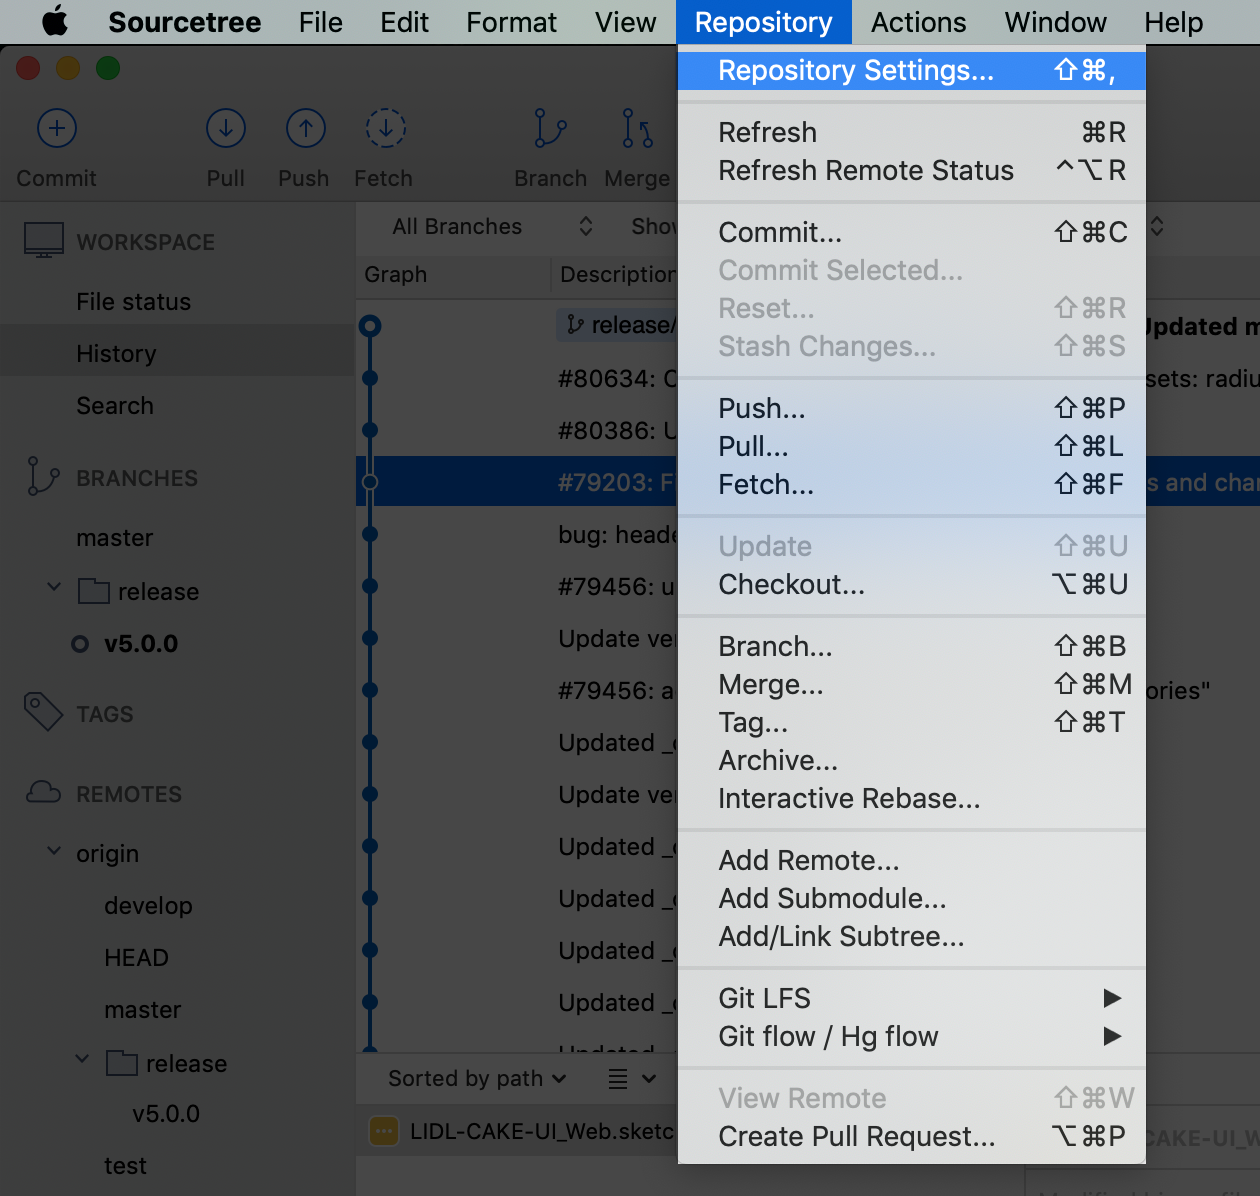 Sourcetree File Edit Format View Repository Actions Window Help
Repository Settings... ⇧⌘,
Refresh ⌘R
Refresh Remote Status ^⌥R
Commit... ⇧⌘C
Commit Selected...
Reset... ⇧⌘R
Stash Changes... ⇧⌘S
Push... ⇧⌘P
Pull... ⇧⌘L
Fetch... ⇧⌘F
Update ⇧⌘U
Checkout... ⌥⌘U
Branch... ⇧⌘B
Merge... ⇧⌘M
Tag... ⇧⌘T
Archive...
Interactive Rebase...
Add Remote...
Add Submodule...
Add/Link Subtree...
Git LFS
Git flow / Hg flow
View Remote ⇧⌘W
Create Pull Request... ⌥⌘P
Commit Pull Push Fetch Branch Merge
WORKSPACE
File status
History
Search
BRANCHES
master
release
v5.0.0
TAGS
REMOTES
origin
develop
HEAD
master
release
v5.0.0
test
All Branches Sho
Graph Description
release/ Updated m
#80634: C sets: radiu
#80386: U
#79203: F s and char
bug: heade
#79456: u
Update ver
#79456: a ories"
Updated _
Update ver
Updated _
Updated _
Updated _
Updated _
Updated
Sorted by path
LIDL-CAKE-UI_Web.sketc CAKE-UI_We